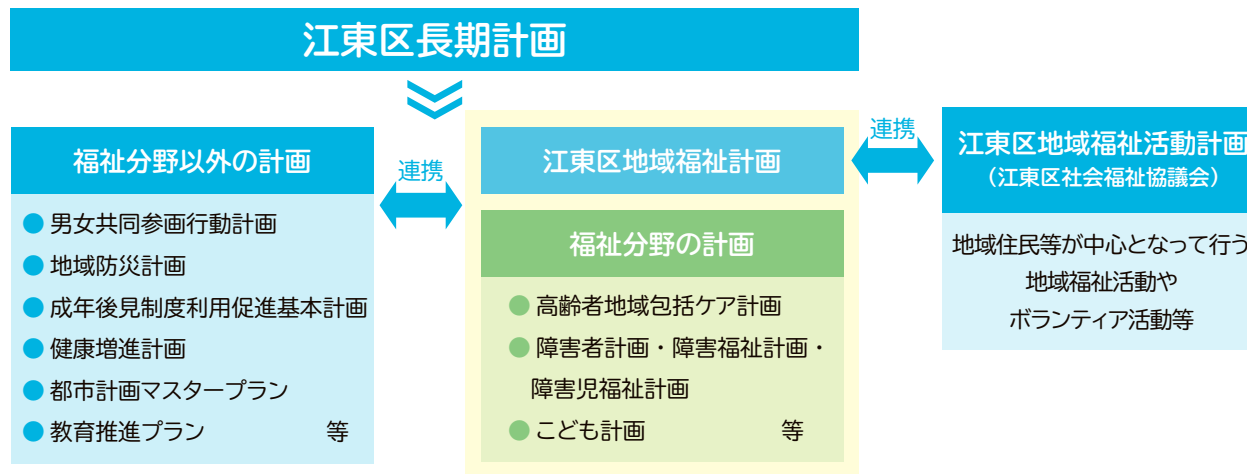 江東区長期計画
福祉分野以外の計画
● 男女共同参画行動計画
● 地域防災計画
● 成年後見制度利用促進基本計画
● 健康増進計画
● 都市計画マスタープラン
● 教育推進プラン 等
連携
江東区地域福祉計画
福祉分野の計画
● 高齢者地域包括ケア計画
● 障害者計画・障害福祉計画・
障害児福祉計画
● こども計画 等
連携
江東区地域福祉活動計画
（江東区社会福祉協議会）
地域住民等が中心となって行う
地域福祉活動や
ボランティア活動等